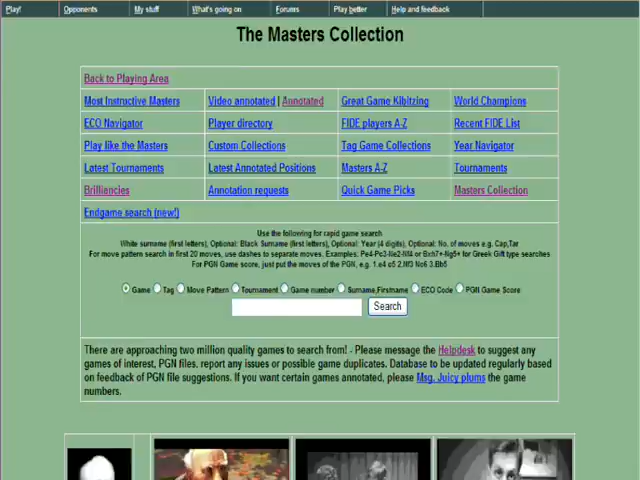 Play! Opponents My stuff What's going on Forums Play better Help and feedback
The Masters Collection
Back to Playing Area
Most Instructive Masters Video annotated | Annotated Great Game Kibitzing World Champions
ECO Navigator Player directory FIDE players A-Z Recent FIDE List
Play like the Masters Custom Collections Tag Game Collections Year Navigator
Latest Tournaments Latest Annotated Positions Masters A-Z Tournaments
Brilliancies Annotation requests Quick Game Picks Masters Collection
Endgame search (new!)
Use the following for rapid game search
White surname (first letters), Optional: Black Surname (first letters), Optional: Year (4 digits), Optional: No. of moves e.g. Cap,Tar
For move pattern search in first 20 moves, use dashes to separate moves. Examples: Pe4-Pc3-Ne2-Nf4 or Bxh7+-Ng5+ for Greek Gift type searches
For PGN Game score, just put the moves of the PGN, e.g. 1.e4 e5 2.Nf3 Nc6 3.Bb5
Game Tag Move Pattern Tournament Game number Surname,Firstname ECO Code PGN Game Score
Search
There are approaching two million quality games to search from! - Please message the Helpdesk to suggest any
games of interest, PGN files, report any issues or possible game duplicates. Database to be updated regularly based
on feedback of PGN file suggestions. If you want certain games annotated, please Msg. Juicy plums the game
numbers.